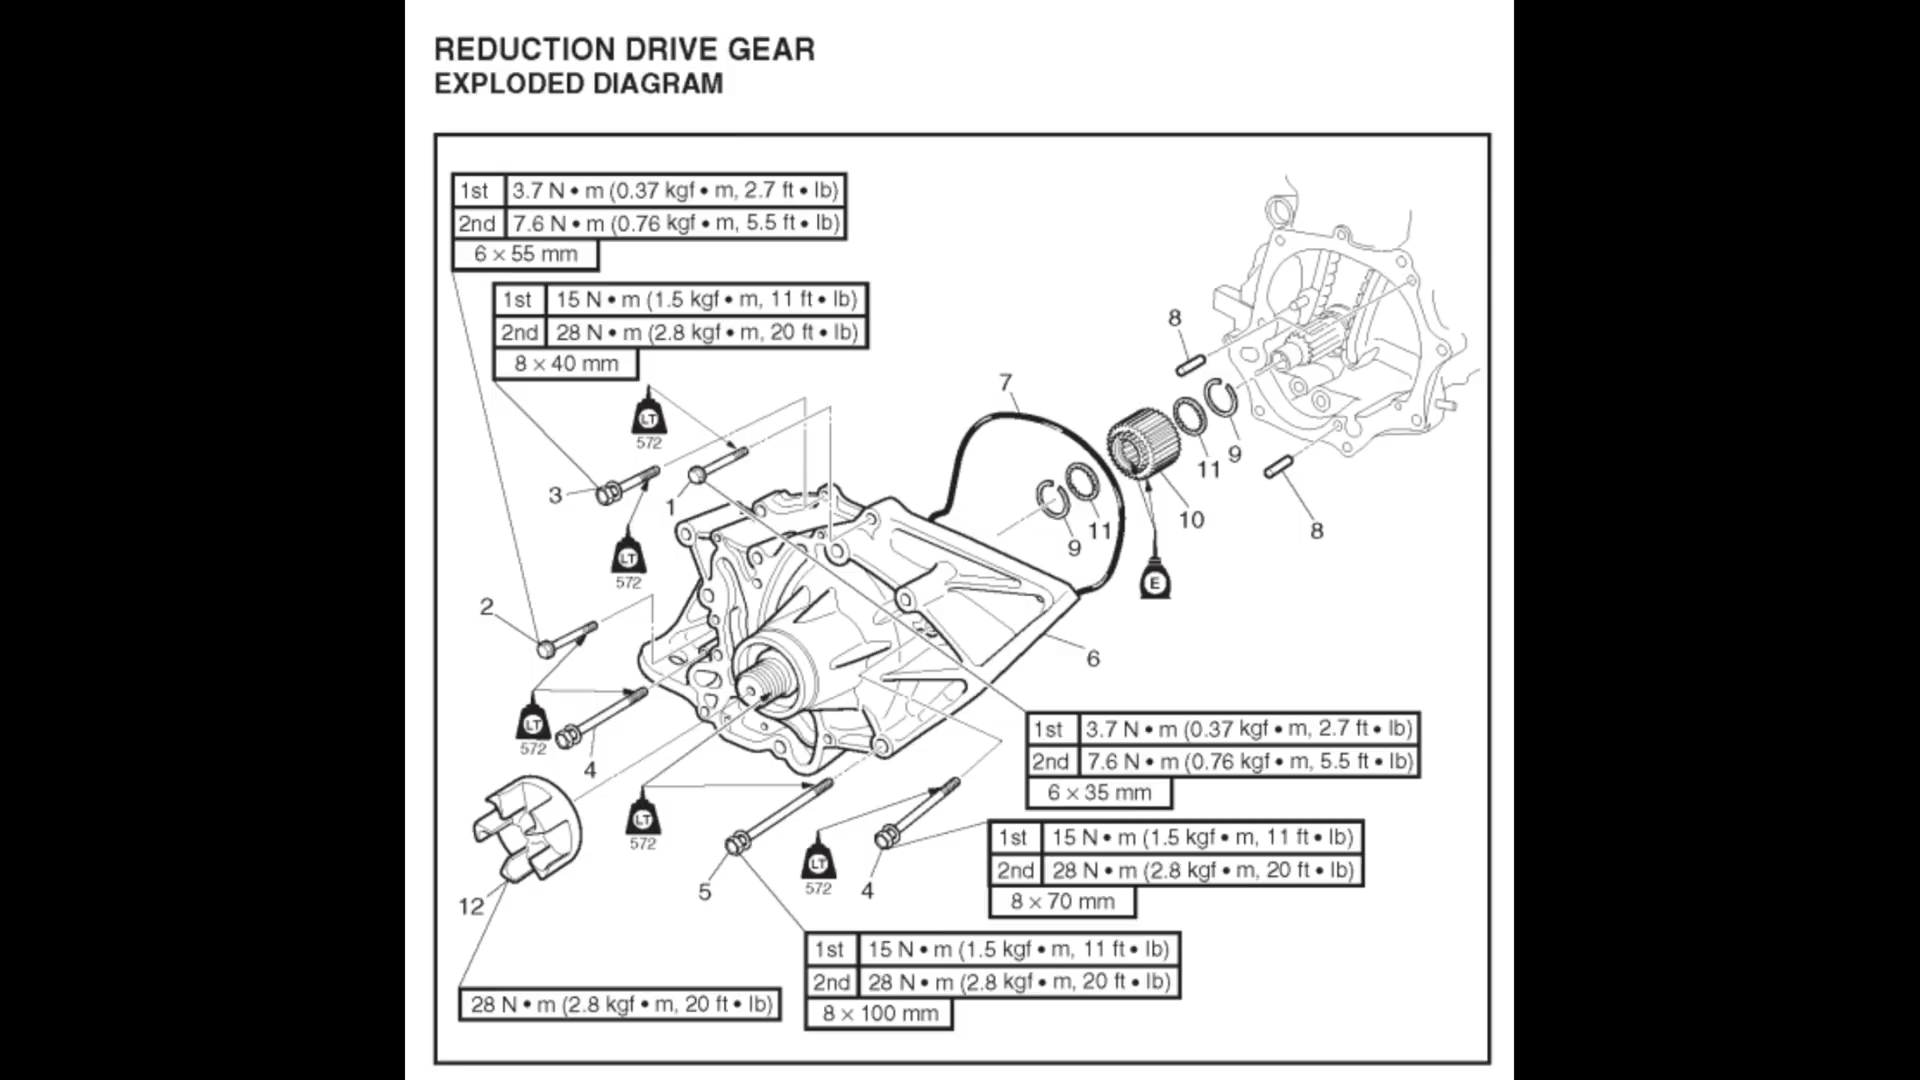 REDUCTION DRIVE GEAR
EXPLODED DIAGRAM
1st 3.7 N • m (0.37 kgf • m, 2.7 ft • lb)
2nd 7.6 N • m (0.76 kgf • m, 5.5 ft • lb)
6 × 55 mm
1st 15 N • m (1.5 kgf • m, 11 ft • lb)
2nd 28 N • m (2.8 kgf • m, 20 ft • lb)
8 × 40 mm
8
7
LT
572
9
11
3
1
10
8
11
9
LT
572
E
2
6
LT
572
4
1st 3.7 N • m (0.37 kgf • m, 2.7 ft • lb)
2nd 7.6 N • m (0.76 kgf • m, 5.5 ft • lb)
6 × 35 mm
LT
572
1st 15 N • m (1.5 kgf • m, 11 ft • lb)
2nd 28 N • m (2.8 kgf • m, 20 ft • lb)
8 × 70 mm
LT
572
5
4
12
1st 15 N • m (1.5 kgf • m, 11 ft • lb)
2nd 28 N • m (2.8 kgf • m, 20 ft • lb)
8 × 100 mm
28 N • m (2.8 kgf • m, 20 ft • lb)